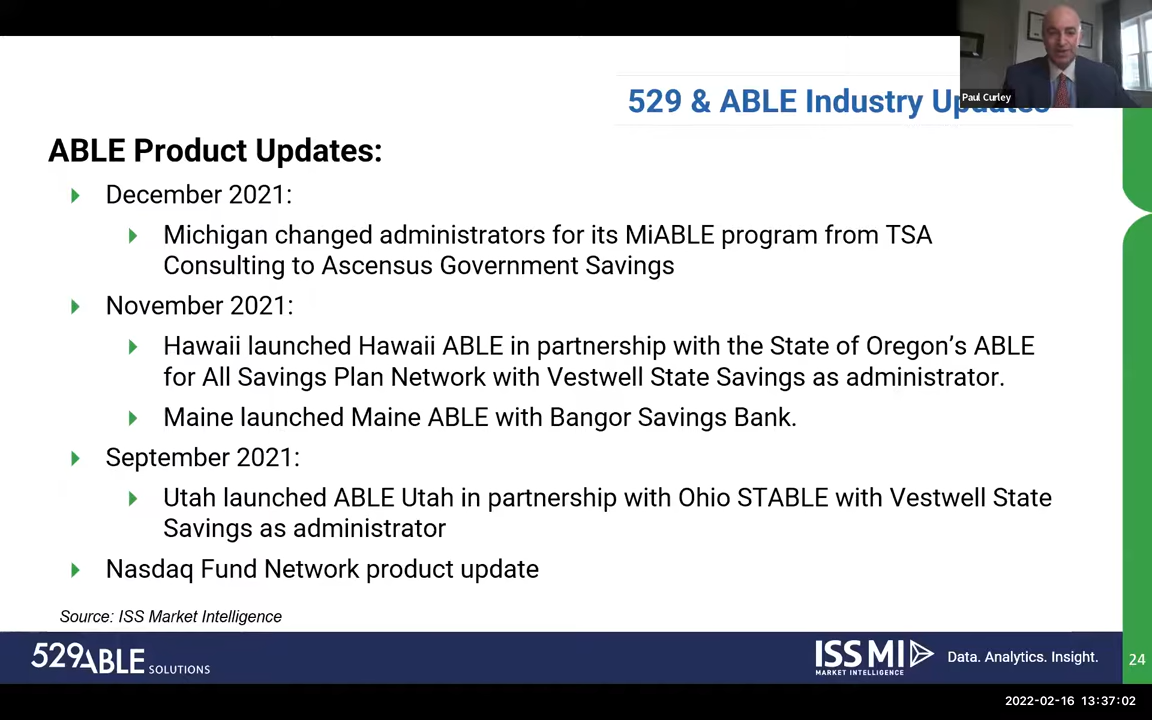 Paul Curley
529 & ABLE Industry Updates
ABLE Product Updates:
December 2021:
Michigan changed administrators for its MiABLE program from TSA
Consulting to Ascensus Government Savings
November 2021:
Hawaii launched Hawaii ABLE in partnership with the State of Oregon’s ABLE
for All Savings Plan Network with Vestwell State Savings as administrator.
Maine launched Maine ABLE with Bangor Savings Bank.
September 2021:
Utah launched ABLE Utah in partnership with Ohio STABLE with Vestwell State
Savings as administrator
Nasdaq Fund Network product update
Source: ISS Market Intelligence
529ABLE SOLUTIONS
ISS MI
MARKET INTELLIGENCE
Data. Analytics. Insight.
24
2022-02-16 13:37:02